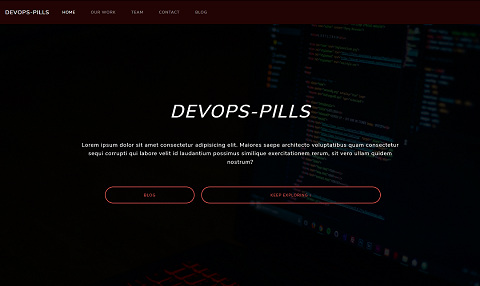 DEVOPS-PILLS HOME OUR WORK TEAM CONTACT BLOG
DEVOPS-PILLS
Lorem ipsum dolor sit amet consectetur adipisicing elit. Maiores saepe architecto voluptatibus quam consectetur
sequi corrupti qui labore velit id laudantium possimus similique exercitationem rerum, sit vero ullam quidem
nostrum?
BLOG KEEP EXPLORING